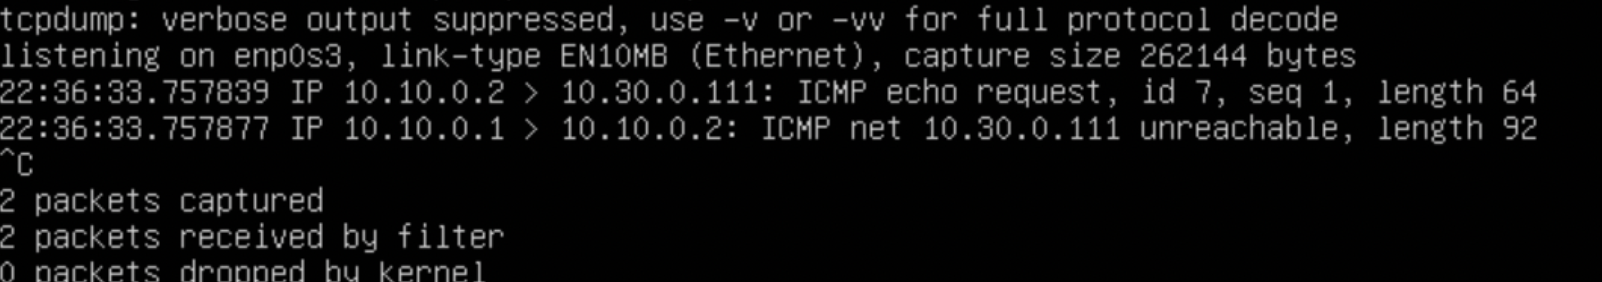 tcpdump: verbose output suppressed, use -v or -vv for full protocol decode
listening on enp0s3, link-type EN10MB (Ethernet), capture size 262144 bytes
22:36:33.757839 IP 10.10.0.2 > 10.30.0.111: ICMP echo request, id 7, seq 1, length 64
22:36:33.757877 IP 10.10.0.1 > 10.10.0.2: ICMP net 10.30.0.111 unreachable, length 92
^C
2 packets captured
2 packets received by filter
0 packets dropped by kernel